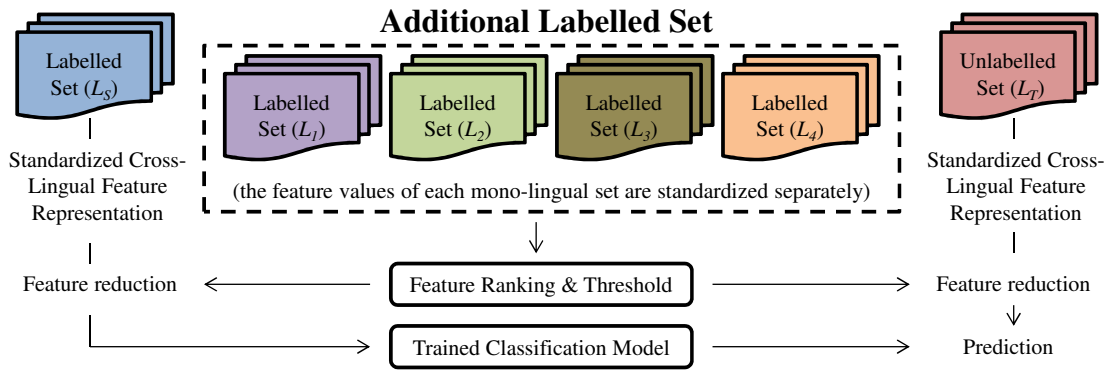 Additional Labelled Set
Labelled
Set (L_S)
Labelled
Set (L_1)
Labelled
Set (L_2)
Labelled
Set (L_3)
Labelled
Set (L_4)
(the feature values of each mono-lingual set are standardized separately)
Unlabelled
Set (L_T)
Standardized Cross-
Lingual Feature
Representation
Standardized Cross-
Lingual Feature
Representation
Feature reduction
Feature Ranking & Threshold
Feature reduction
Trained Classification Model
Prediction